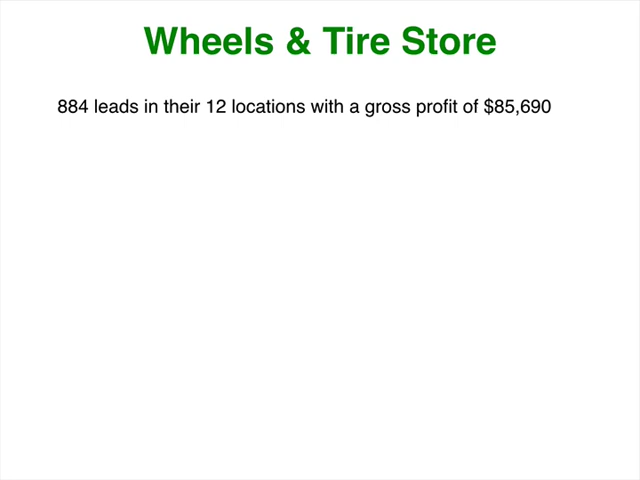 Wheels & Tire Store
884 leads in their 12 locations with a gross profit of $85,690